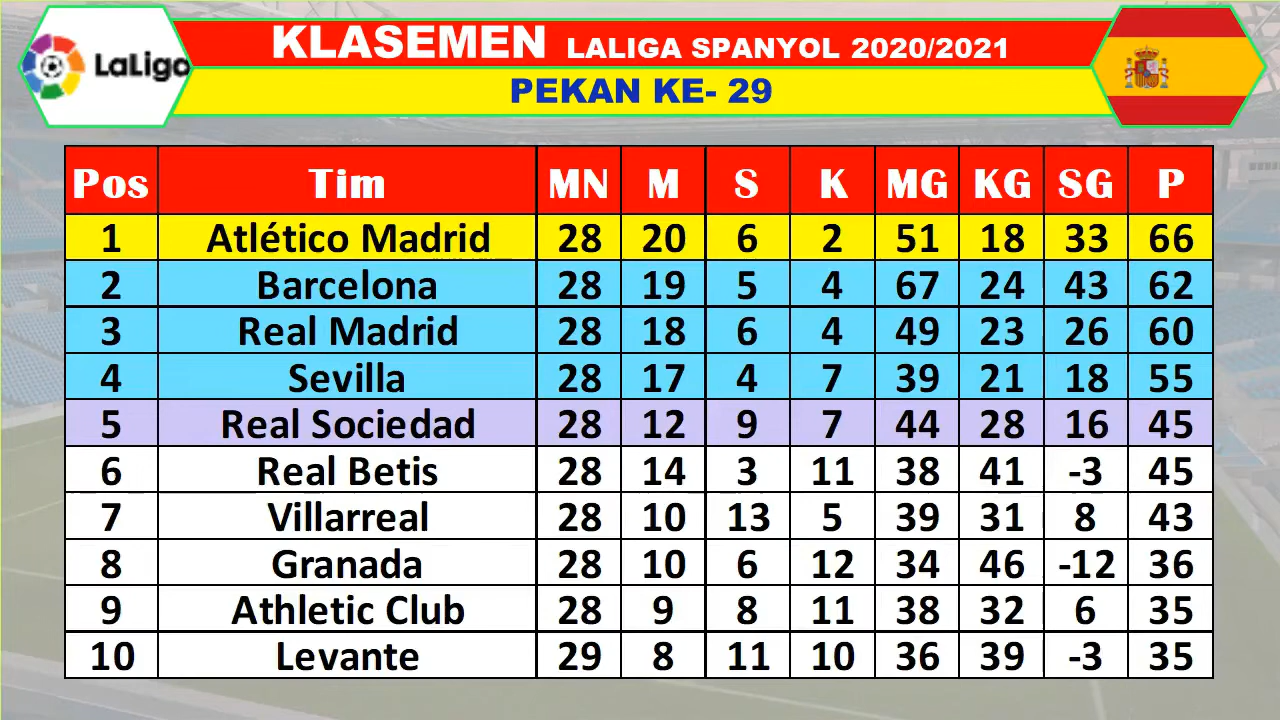 LaLiga
KLASEMEN LALIGA SPANYOL 2020/2021
PEKAN KE- 29
Pos Tim MN M S K MG KG SG P
1 Atlético Madrid 28 20 6 2 51 18 33 66
2 Barcelona 28 19 5 4 67 24 43 62
3 Real Madrid 28 18 6 4 49 23 26 60
4 Sevilla 28 17 4 7 39 21 18 55
5 Real Sociedad 28 12 9 7 44 28 16 45
6 Real Betis 28 14 3 11 38 41 -3 45
7 Villarreal 28 10 13 5 39 31 8 43
8 Granada 28 10 6 12 34 46 -12 36
9 Athletic Club 28 9 8 11 38 32 6 35
10 Levante 29 8 11 10 36 39 -3 35